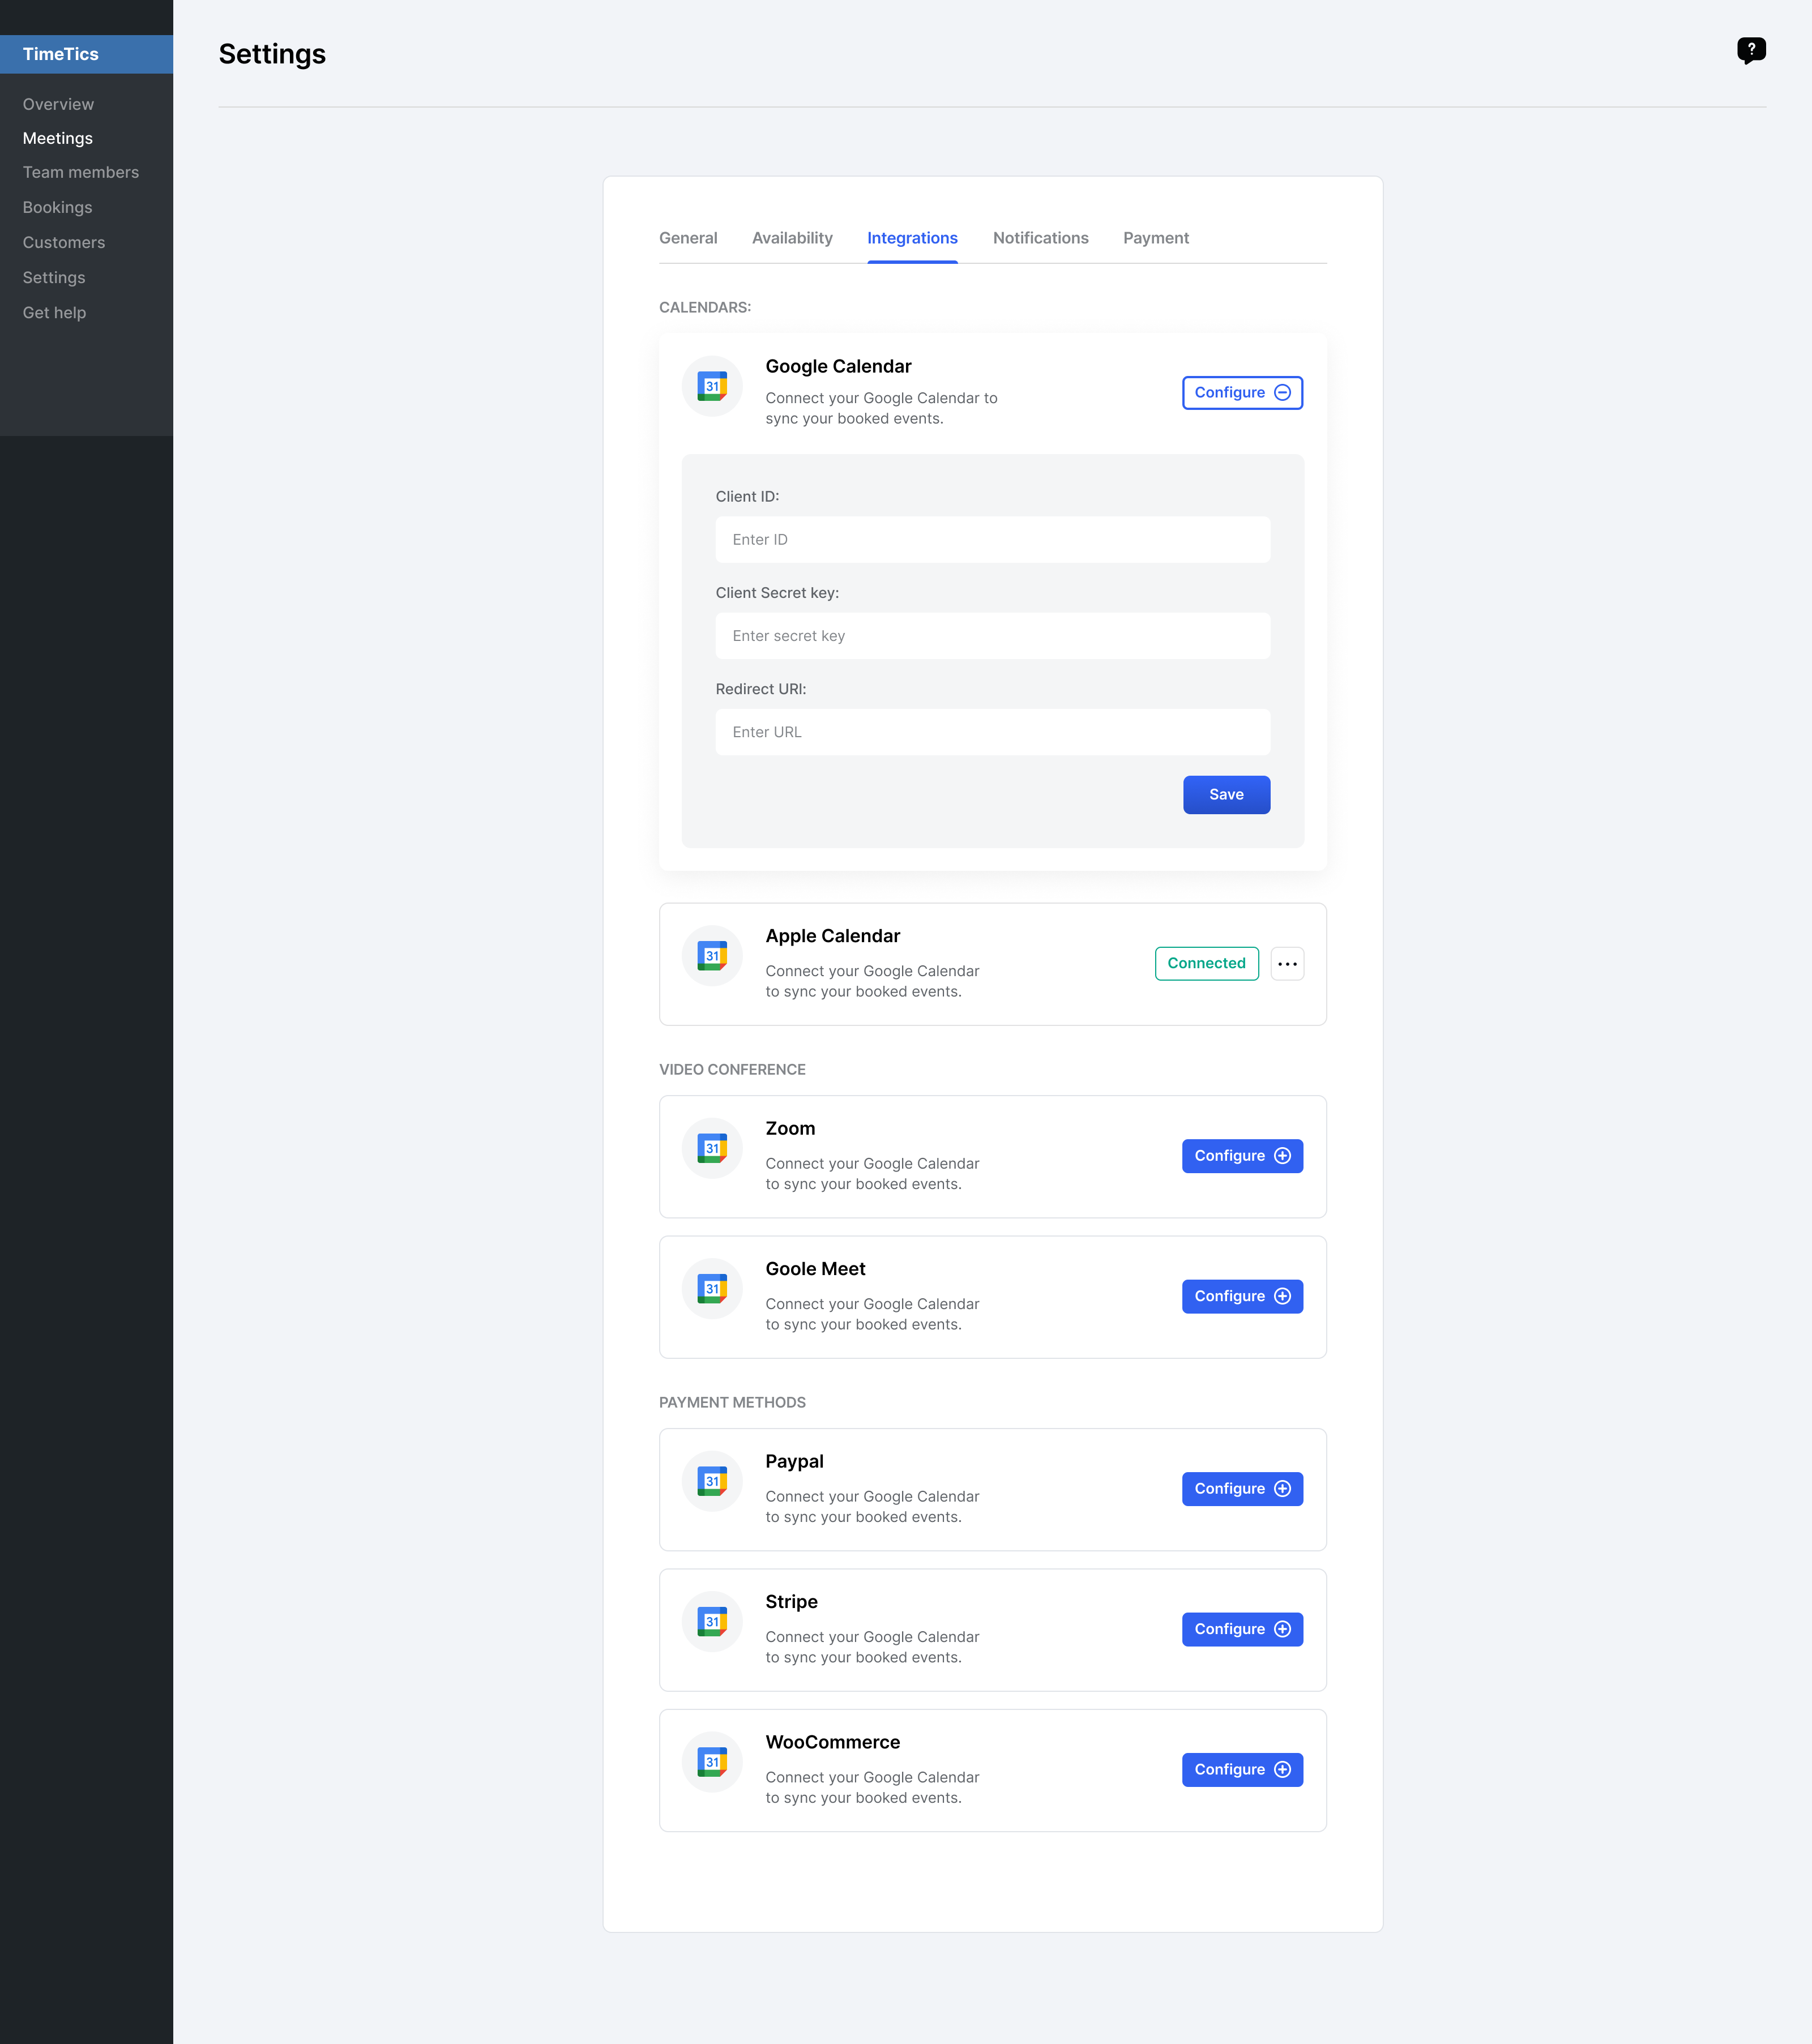 TimeTics
Overview
Meetings
Team members
Bookings
Customers
Settings
Get help
Settings
?
General Availability Integrations Notifications Payment
CALENDARS:
31
Google Calendar
Connect your Google Calendar to
sync your booked events.
Configure
Client ID:
Enter ID
Client Secret key:
Enter secret key
Redirect URI:
Enter URL
Save
31
Apple Calendar
Connect your Google Calendar
to sync your booked events.
Connected
VIDEO CONFERENCE
31
Zoom
Connect your Google Calendar
to sync your booked events.
Configure
31
Goole Meet
Connect your Google Calendar
to sync your booked events.
Configure
PAYMENT METHODS
31
Paypal
Connect your Google Calendar
to sync your booked events.
Configure
31
Stripe
Connect your Google Calendar
to sync your booked events.
Configure
31
WooCommerce
Connect your Google Calendar
to sync your booked events.
Configure